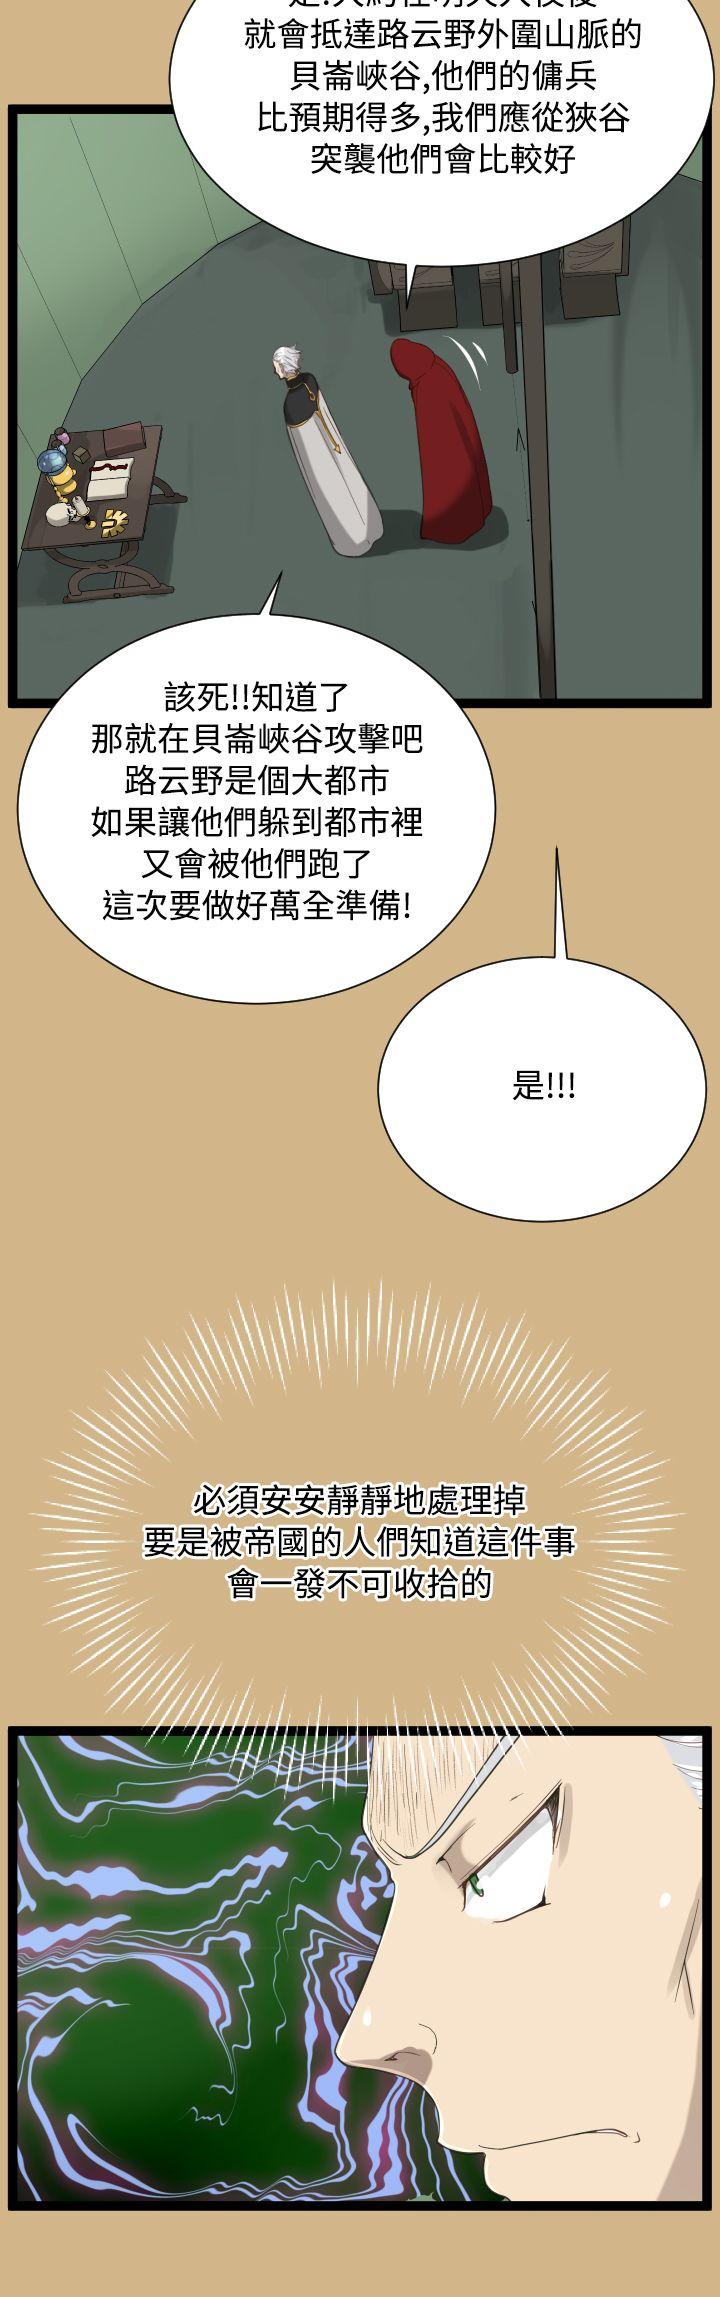 就會抵達路云野外圍山脈的
貝崙峽谷,他們的傭兵
比預期得多,我們應從狹谷
突襲他們會比較好
該死!!知道了
那就在貝崙峽谷攻擊吧
路云野是個大都市
如果讓他們躲到都市裡
又會被他們跑了
這次要做好萬全準備!
是!!!
必須安安靜靜地處理掉
要是被帝國的人們知道這件事
會一發不可收拾的